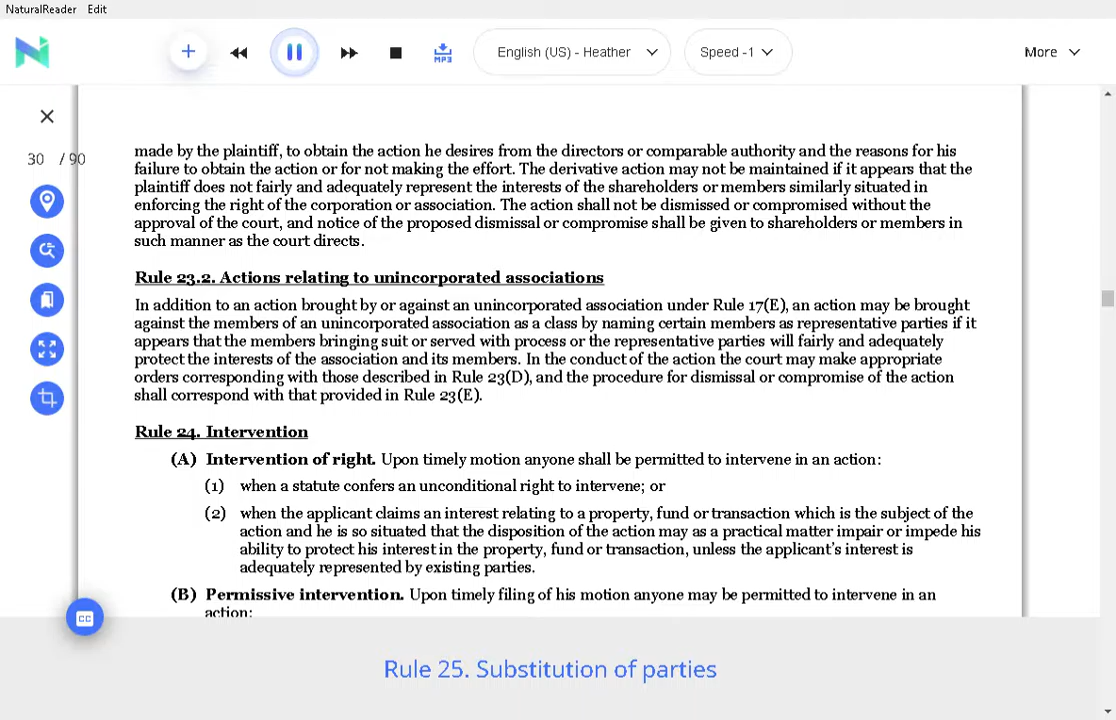 NaturalReader Edit
MP3
English (US) - Heather
Speed -1
More
30 / 90
made by the plaintiff, to obtain the action he desires from the directors or comparable authority and the reasons for his
failure to obtain the action or for not making the effort. The derivative action may not be maintained if it appears that the
plaintiff does not fairly and adequately represent the interests of the shareholders or members similarly situated in
enforcing the right of the corporation or association. The action shall not be dismissed or compromised without the
approval of the court, and notice of the proposed dismissal or compromise shall be given to shareholders or members in
such manner as the court directs.
Rule 23.2. Actions relating to unincorporated associations
In addition to an action brought by or against an unincorporated association under Rule 17(E), an action may be brought
against the members of an unincorporated association as a class by naming certain members as representative parties if it
appears that the members bringing suit or served with process or the representative parties will fairly and adequately
protect the interests of the association and its members. In the conduct of the action the court may make appropriate
orders corresponding with those described in Rule 23(D), and the procedure for dismissal or compromise of the action
shall correspond with that provided in Rule 23(E).
Rule 24. Intervention
(A) Intervention of right. Upon timely motion anyone shall be permitted to intervene in an action:
(1) when a statute confers an unconditional right to intervene; or
(2) when the applicant claims an interest relating to a property, fund or transaction which is the subject of the
action and he is so situated that the disposition of the action may as a practical matter impair or impede his
ability to protect his interest in the property, fund or transaction, unless the applicant's interest is
adequately represented by existing parties.
(B) Permissive intervention. Upon timely filing of his motion anyone may be permitted to intervene in an
action:
CC
Rule 25. Substitution of parties